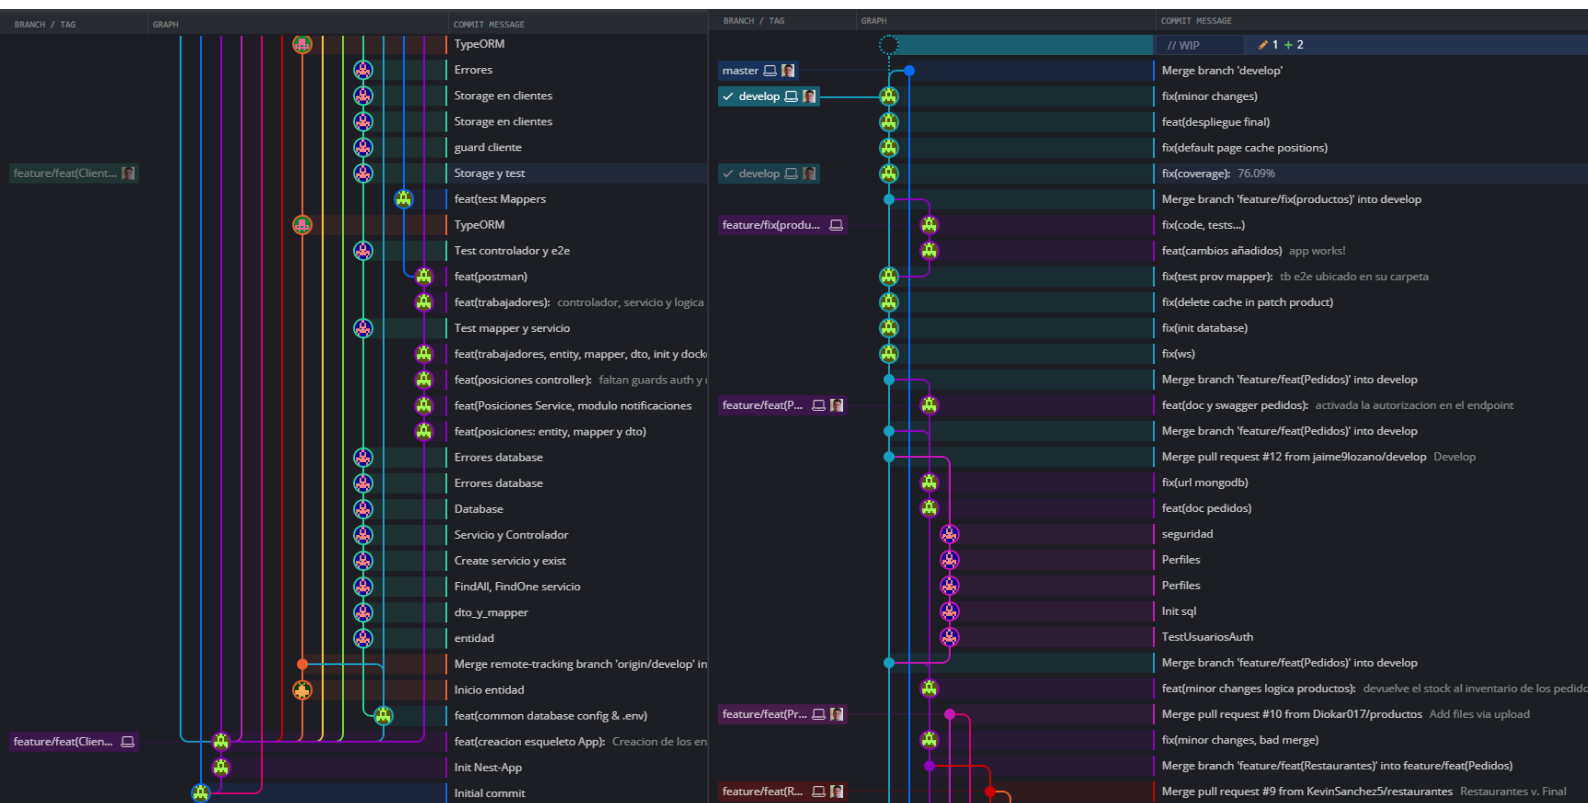 BRANCH / TAG GRAPH COMMIT MESSAGE
TypeORM
Errores
Storage en clientes
Storage en clientes
guard cliente
feature/feat(Client... Storage y test
feat(test Mappers
TypeORM
Test controlador y e2e
feat(postman)
feat(trabajadores): controlador, servicio y logica
Test mapper y servicio
feat(trabajadores, entity, mapper, dto, init y dock
feat(posiciones controller): faltan guards auth y
feat(Posiciones Service, modulo notificaciones
feat(posiciones: entity, mapper y dto)
Errores database
Errores database
Database
Servicio y Controlador
Create servicio y exist
FindAll, FindOne servicio
dto_y_mapper
entidad
Merge remote-tracking branch 'origin/develop' in
Inicio entidad
feat(common database config & .env)
feature/feat(Clien... feat(creacion esqueleto App): Creacion de los en
Init Nest-App
Initial commit
BRANCH / TAG GRAPH COMMIT MESSAGE
// WIP 1 + 2
master Merge branch 'develop'
✓ develop fix(minor changes)
feat(despliegue final)
fix(default page cache positions)
✓ develop fix(coverage): 76.09%
Merge branch 'feature/fix(productos)' into develop
feature/fix(produ... fix(code, tests...)
feat(cambios añadidos) app works!
fix(test prov mapper): tb e2e ubicado en su carpeta
fix(delete cache in patch product)
fix(init database)
fix(ws)
Merge branch 'feature/feat(Pedidos)' into develop
feature/feat(P... feat(doc y swagger pedidos): activada la autorizacion en el endpoint
Merge branch 'feature/feat(Pedidos)' into develop
Merge pull request #12 from jaime9lozano/develop Develop
fix(url mongodb)
feat(doc pedidos)
seguridad
Perfiles
Perfiles
Init sql
TestUsuariosAuth
Merge branch 'feature/feat(Pedidos)' into develop
feat(minor changes logica productos): devuelve el stock al inventario de los pedido
feature/feat(Pr... Merge pull request #10 from Diokar017/productos Add files via upload
fix(minor changes, bad merge)
Merge branch 'feature/feat(Restaurantes)' into feature/feat(Pedidos)
feature/feat(R... Merge pull request #9 from KevinSanchez5/restaurantes Restaurantes v. Final